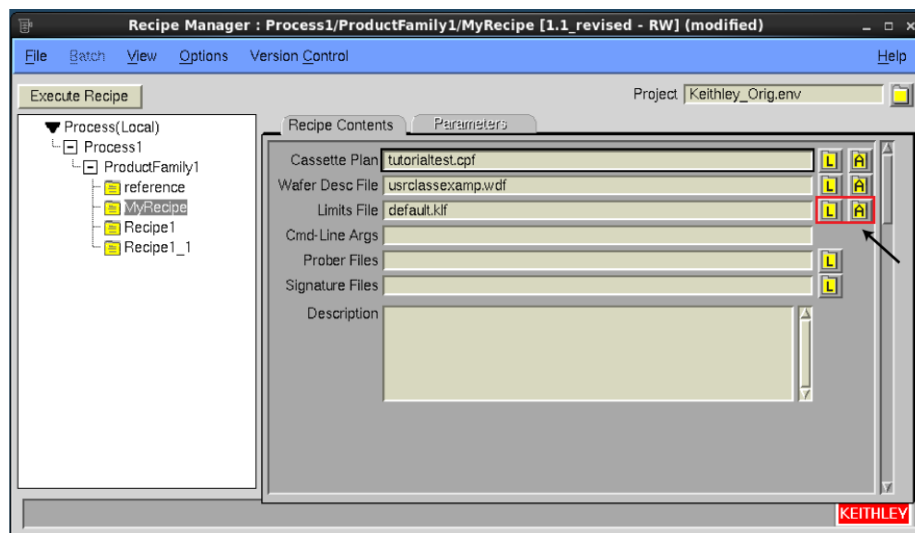 Recipe Manager : Process1/ProductFamily1/MyRecipe [1.1_revised - RW] (modified)
File Batch View Options Version Control Help
Execute Recipe Project Keithley_Orig.env
Process(Local)
Process1
ProductFamily1
reference
MyRecipe
Recipe1
Recipe1_1
Recipe Contents Parameters
Cassette Plan tutorialtest.cpf L A
Wafer Desc File usrclassexamp.wdf L A
Limits File default.klf L A
Cmd-Line Args
Prober Files L
Signature Files L
Description
KEITHLEY